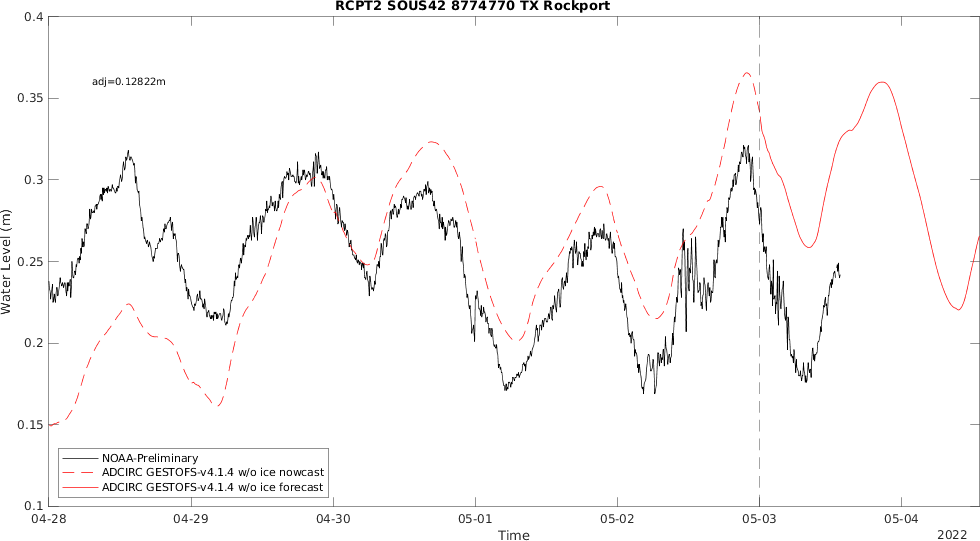 RCPT2 SOUS42 8774770 TX Rockport
0.4
adj=0.12822m
0.35
0.3
0.25
0.2
0.15
0.1
Water Level (m)
NOAA-Preliminary
ADCIRC GESTOFS-v4.1.4 w/o ice nowcast
ADCIRC GESTOFS-v4.1.4 w/o ice forecast
04-28 04-29 04-30 05-01 05-02 05-03 05-04
Time
2022